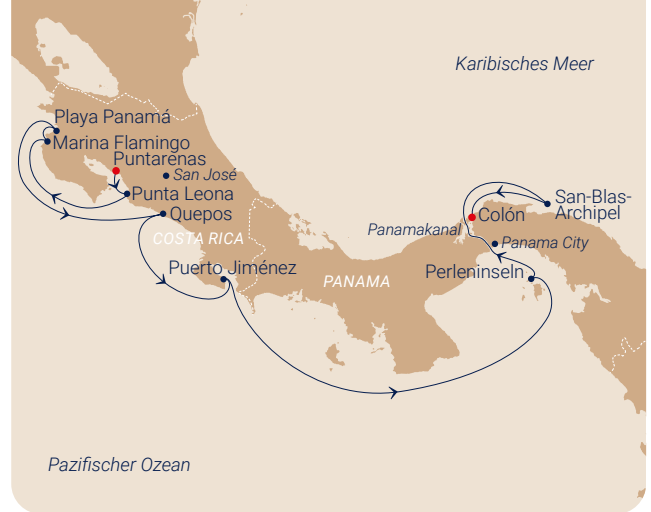 Karibisches Meer
Playa Panamá
Marina Flamingo
Puntarenas
San José
Punta Leona
Quepos
COSTA RICA
Puerto Jiménez
PANAMA
San-Blas-
Archipel
Colón
Panamakanal
Panama City
Perleninseln
Pazifischer Ozean